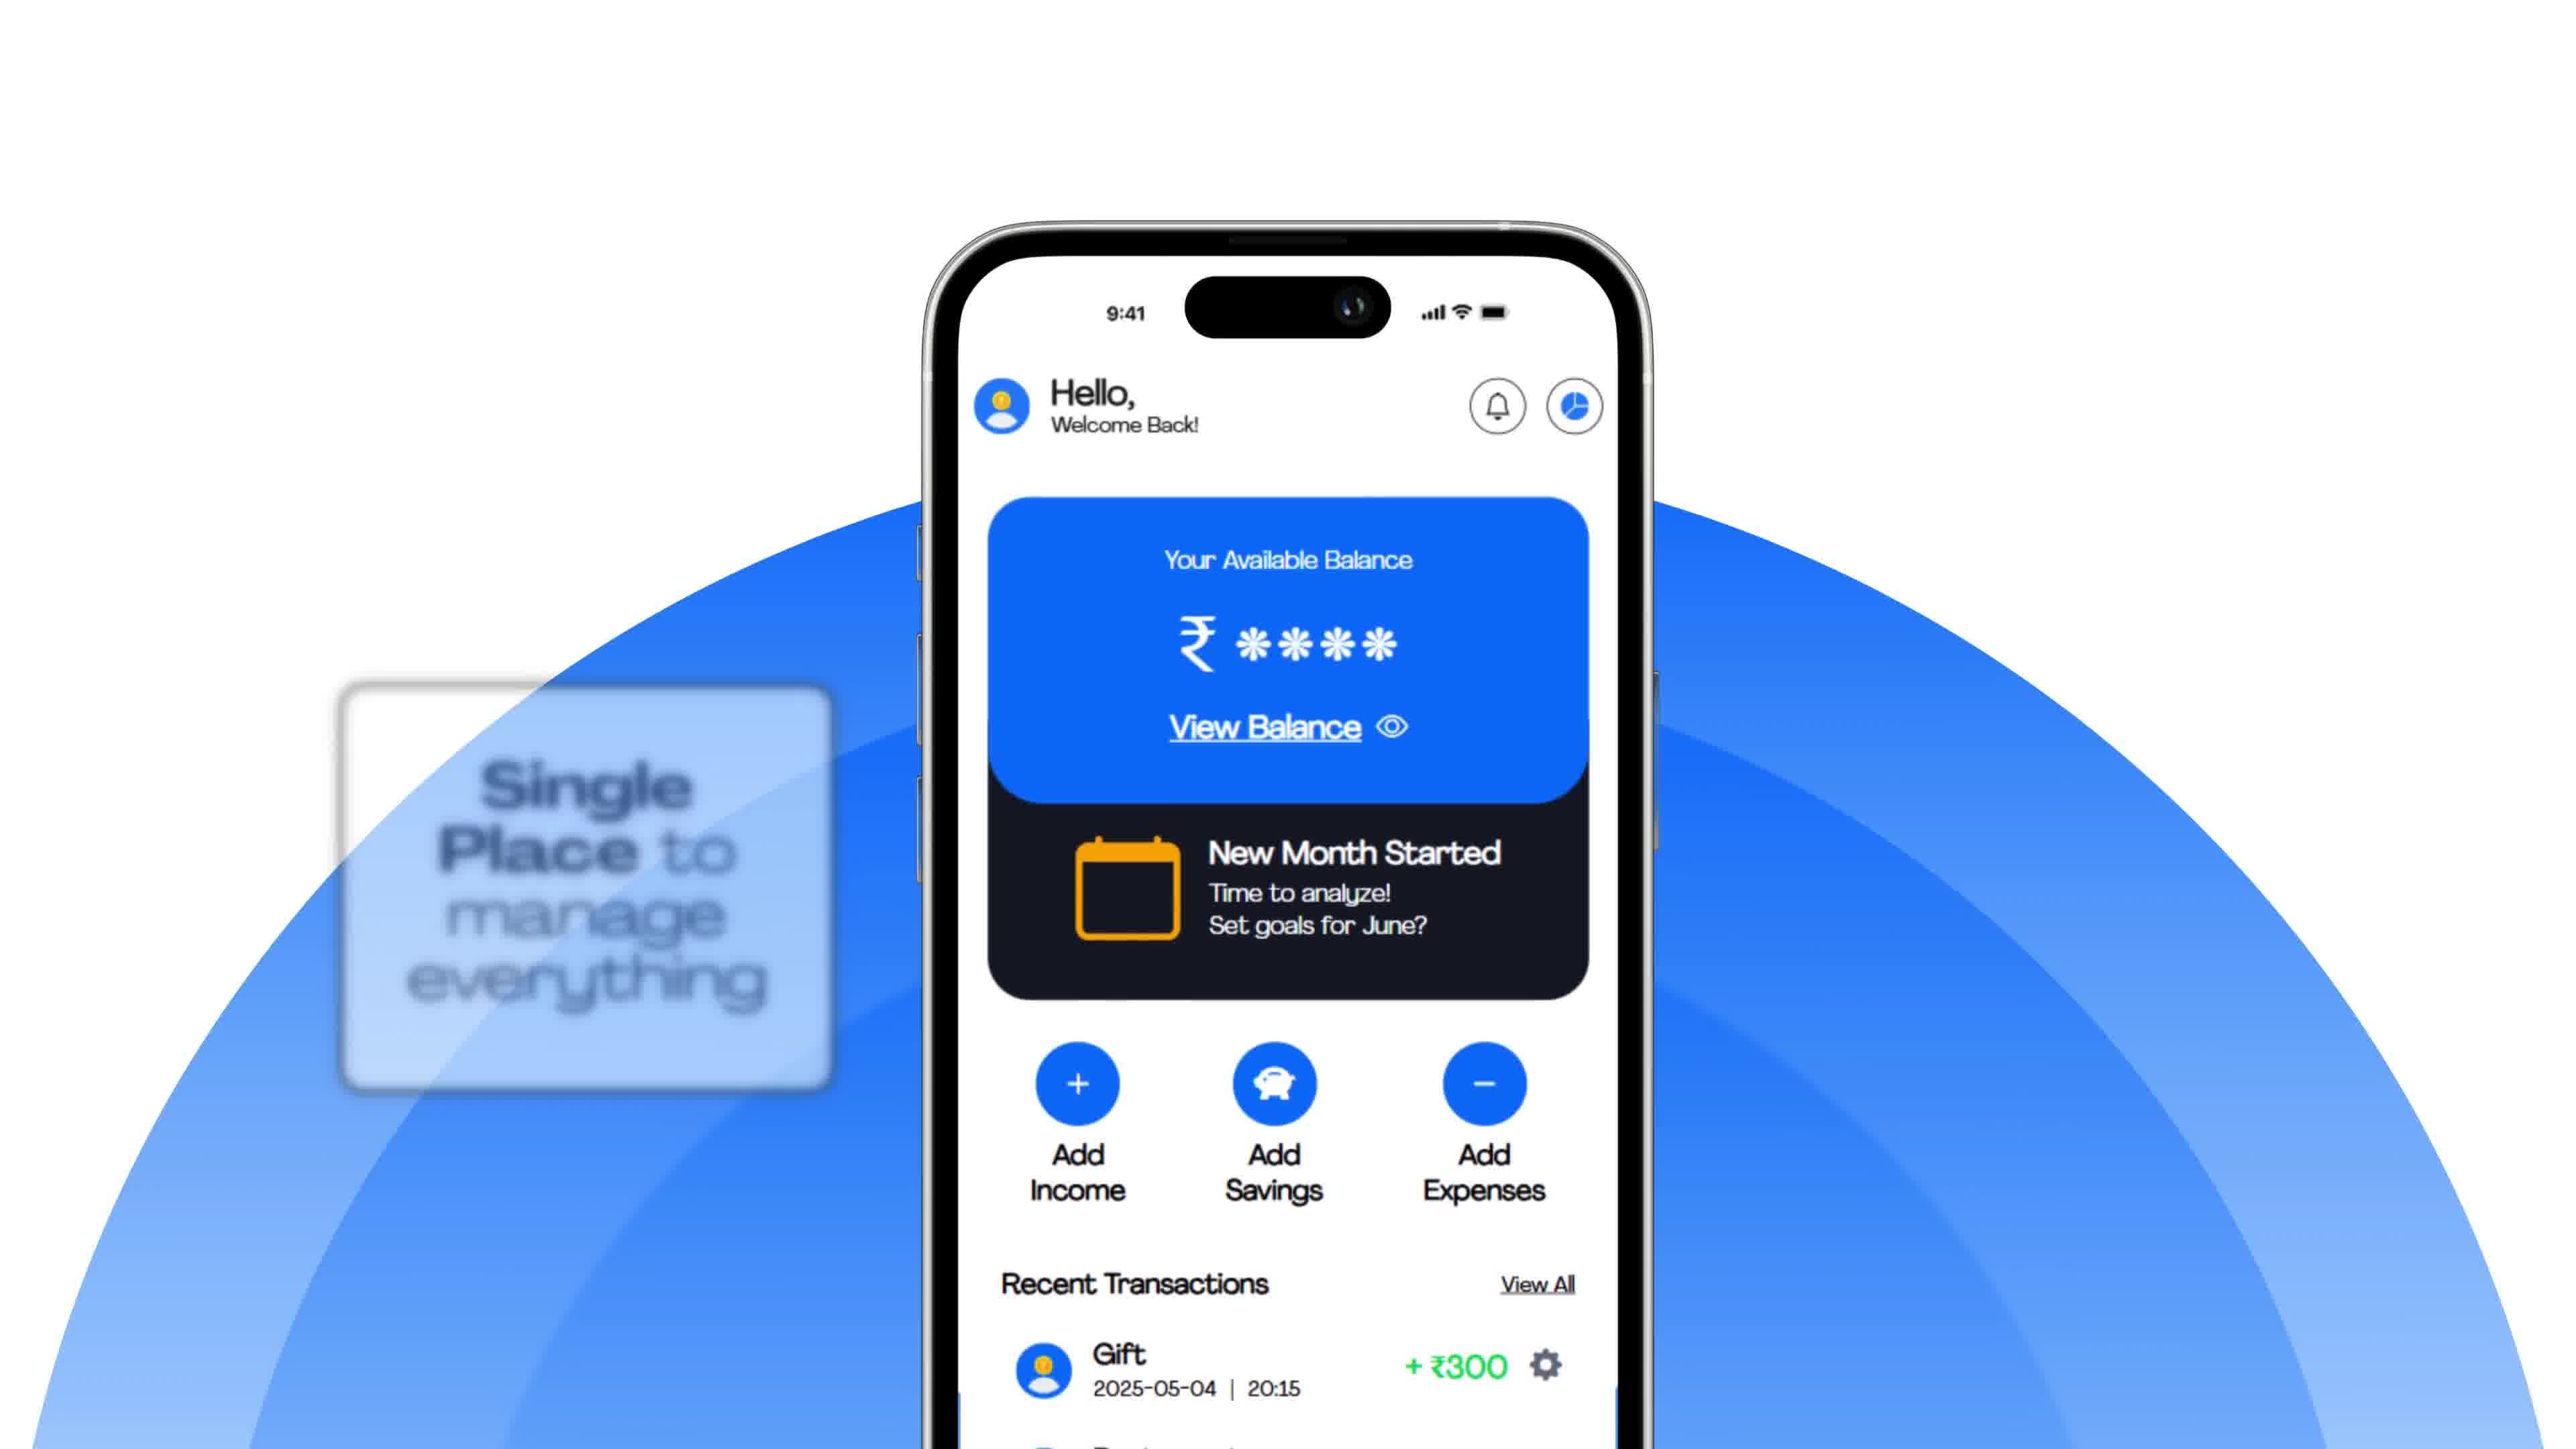 9:41
Hello,
Welcome Back!
Your Available Balance
₹ ****
View Balance
Single
Place to
manage
everything
New Month Started
Time to analyze!
Set goals for June?
+
Add
Income
Add
Savings
−
Add
Expenses
Recent Transactions
View All
Gift
+ ₹300
2025-05-04 | 20:15